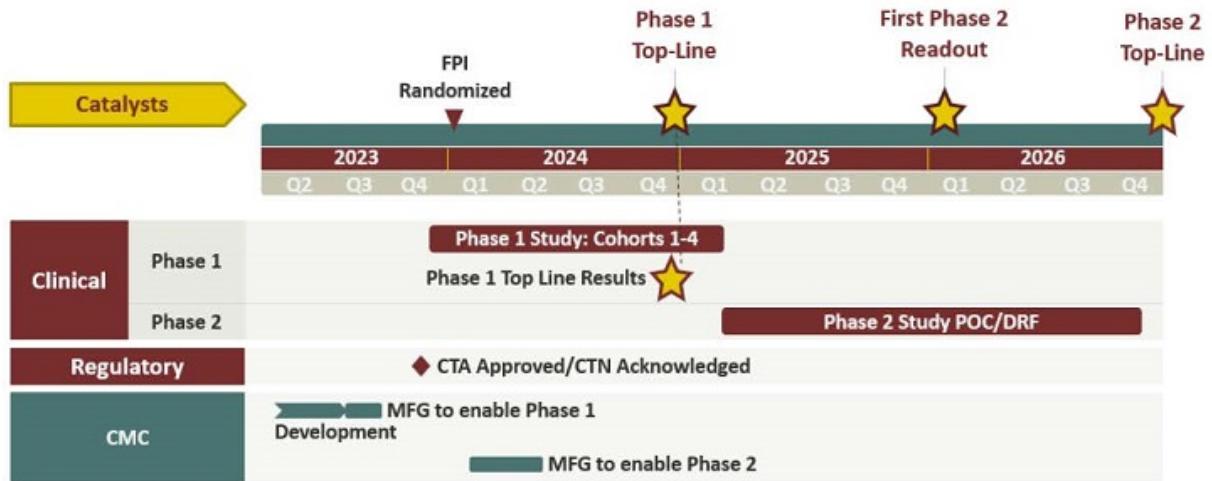 Phase 1
Top-Line
First Phase 2
Readout
Phase 2
Top-Line
FPI
Randomized
Catalysts
2023 2024 2025 2026
Q2 Q3 Q4 Q1 Q2 Q3 Q4 Q1 Q2 Q3 Q4 Q1 Q2 Q3 Q4
Clinical
Phase 1
Phase 1 Study: Cohorts 1-4
Phase 1 Top Line Results
Phase 2
Phase 2 Study POC/DRF
Regulatory
CTA Approved/CTN Acknowledged
CMC
MFG to enable Phase 1
Development
MFG to enable Phase 2